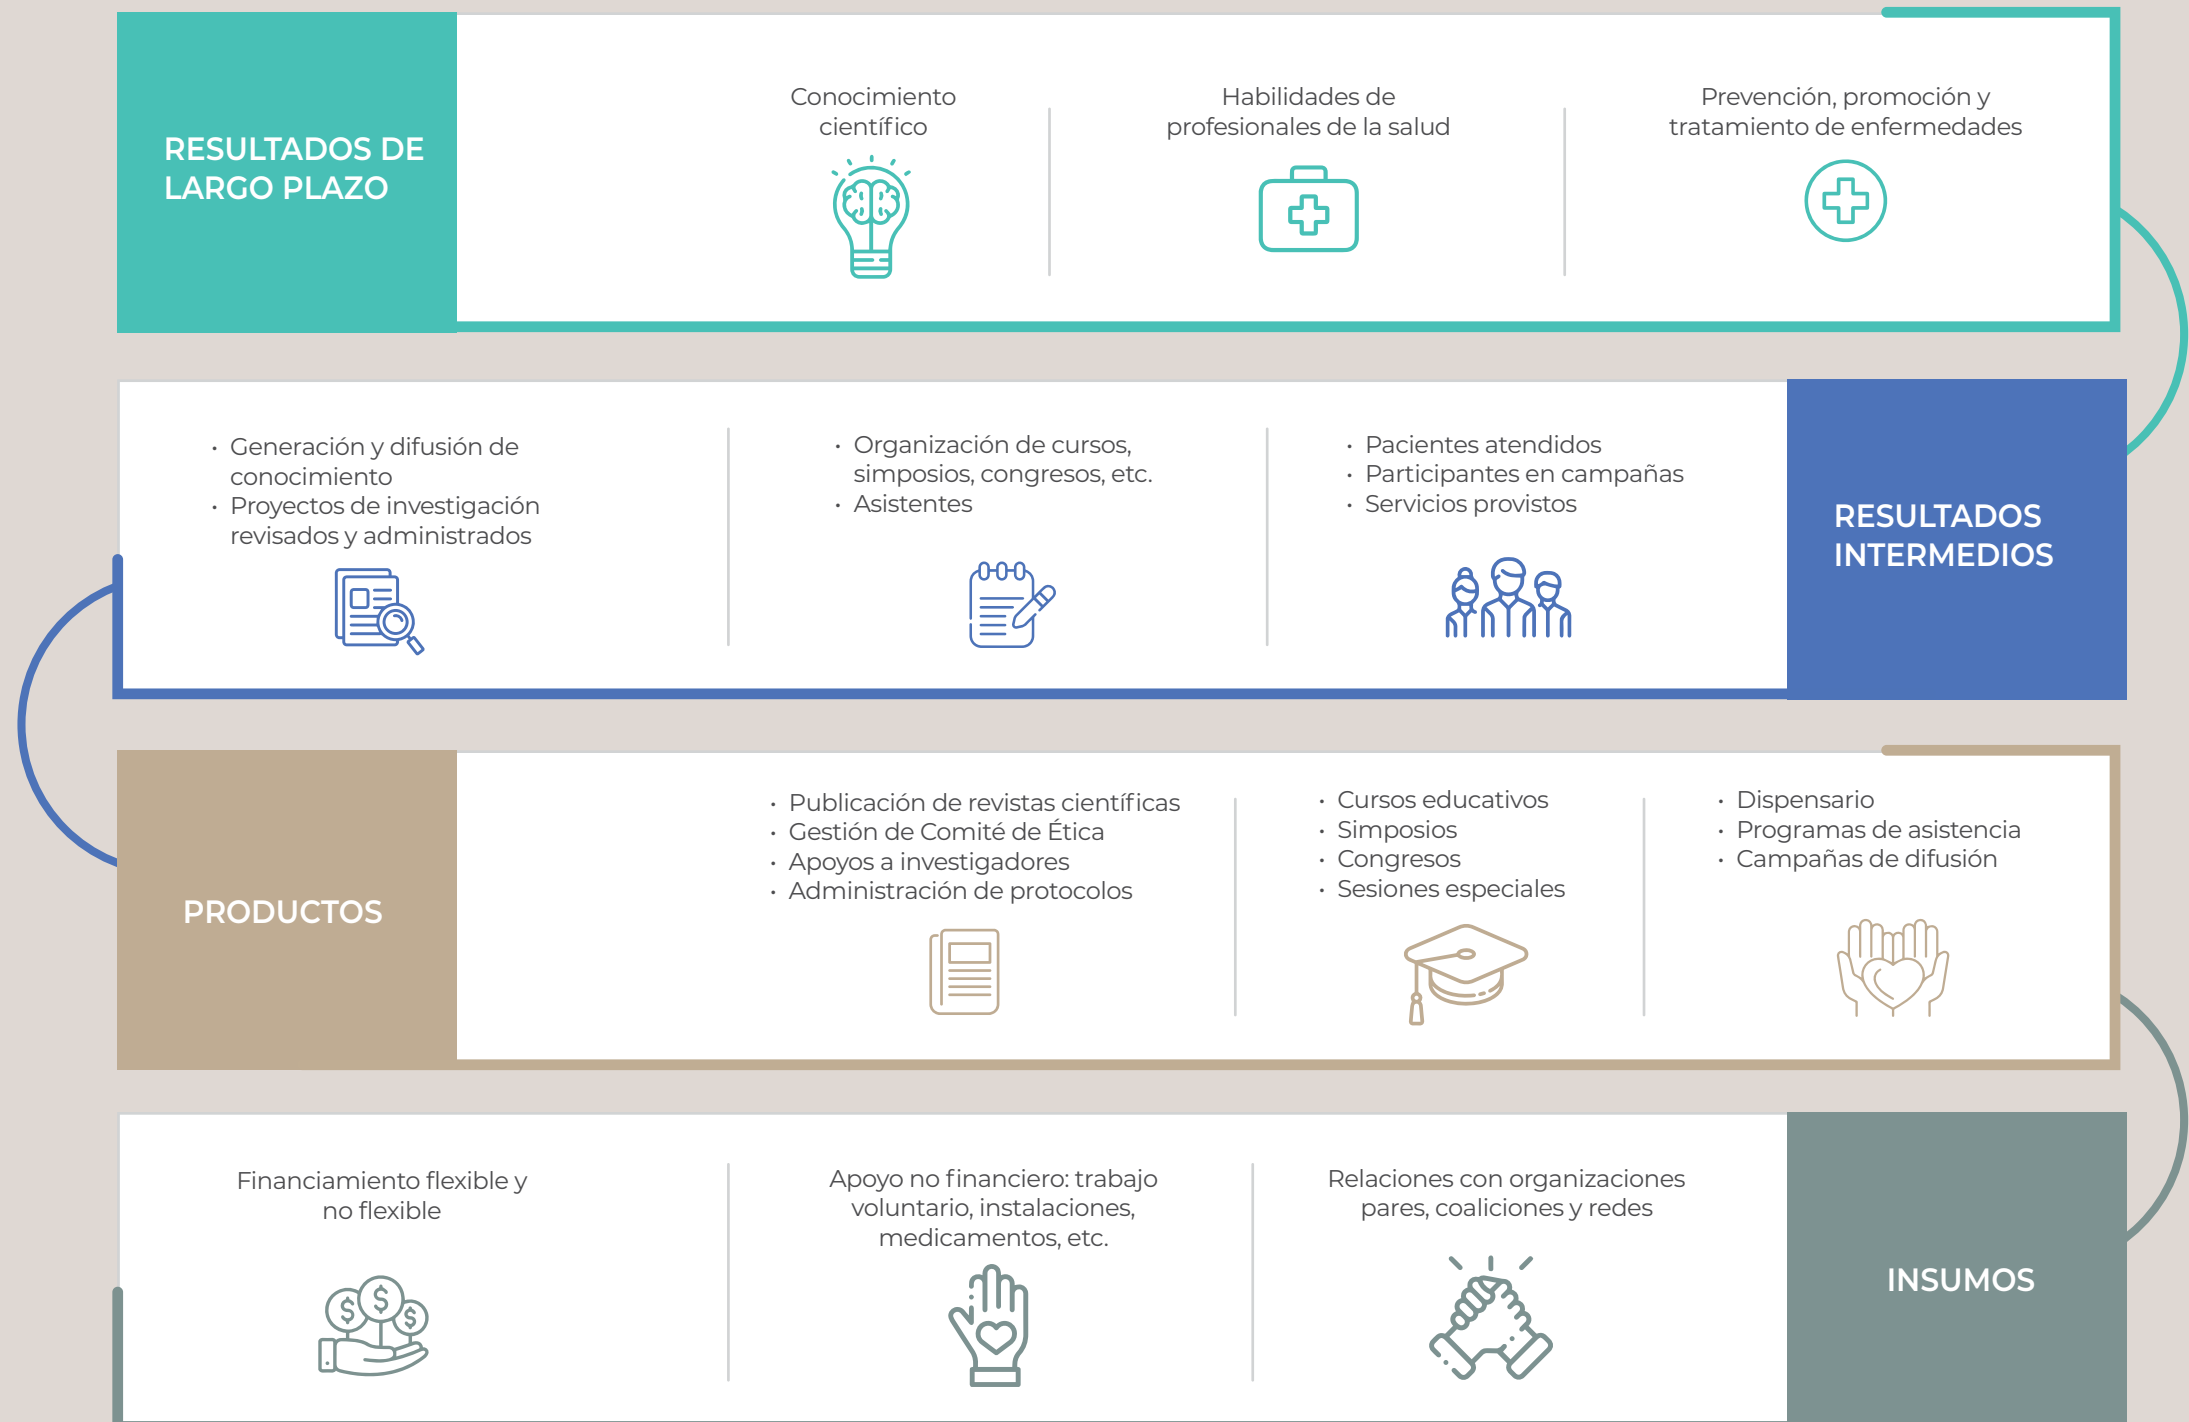 RESULTADOS DE
LARGO PLAZO
Conocimiento
científico
Habilidades de
profesionales de la salud
Prevención, promoción y
tratamiento de enfermedades
· Generación y difusión de
conocimiento
· Proyectos de investigación
revisados y administrados
· Organización de cursos,
simposios, congresos, etc.
· Asistentes
· Pacientes atendidos
· Participantes en campañas
· Servicios provistos
RESULTADOS
INTERMEDIOS
PRODUCTOS
· Publicación de revistas científicas
· Gestión de Comité de Ética
· Apoyos a investigadores
· Administración de protocolos
· Cursos educativos
· Simposios
· Congresos
· Sesiones especiales
· Dispensario
· Programas de asistencia
· Campañas de difusión
Financiamiento flexible y
no flexible
$ $ $
Apoyo no financiero: trabajo
voluntario, instalaciones,
medicamentos, etc.
Relaciones con organizaciones
pares, coaliciones y redes
INSUMOS